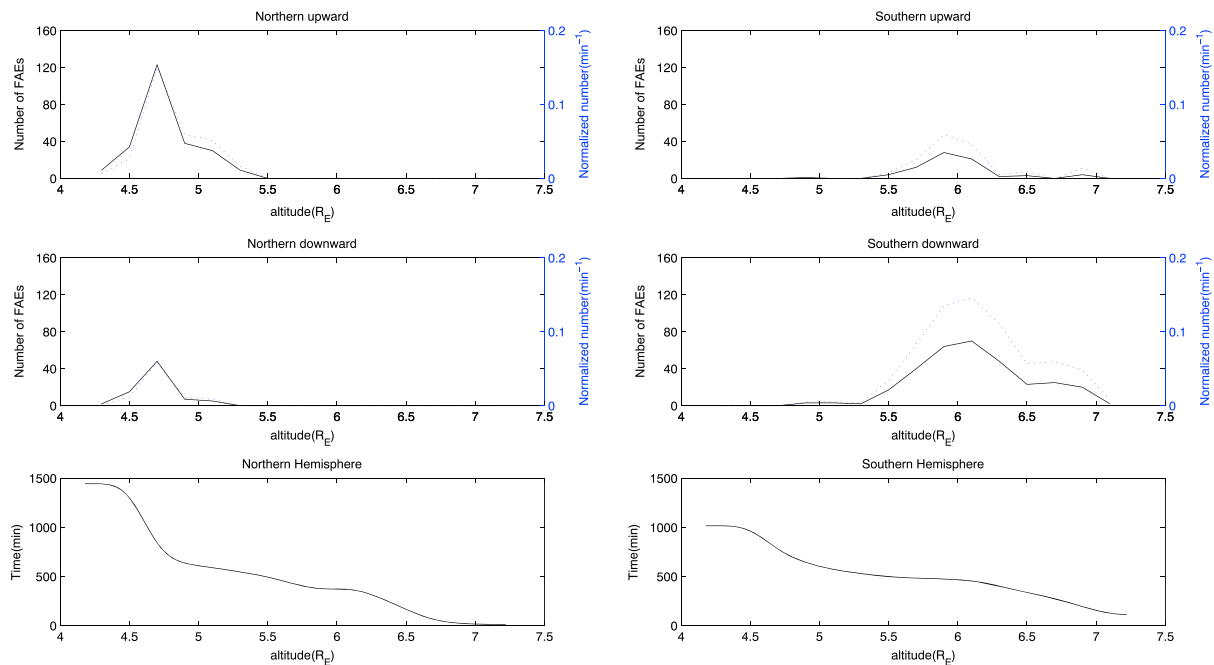 Northern upward
160
120
80
40
0
Number of FAEs
0.2
0.1
0
Normalized number(min⁻¹)
4 4.5 5 5.5 6 6.5 7 7.5
altitude(R_E)
Southern upward
160
120
80
40
0
Number of FAEs
0.2
0.1
0
Normalized number(min⁻¹)
4 4.5 5 5.5 6 6.5 7 7.5
altitude(R_E)
Northern downward
160
120
80
40
0
Number of FAEs
0.2
0.1
0
Normalized number(min⁻¹)
4 4.5 5 5.5 6 6.5 7 7.5
altitude(R_E)
Southern downward
160
120
80
40
0
Number of FAEs
0.2
0.1
0
Normalized number(min⁻¹)
4 4.5 5 5.5 6 6.5 7 7.5
altitude(R_E)
Northern Hemisphere
1500
1000
500
0
Time(min)
4 4.5 5 5.5 6 6.5 7 7.5
altitude(R_E)
Southern Hemisphere
1500
1000
500
0
Time(min)
4 4.5 5 5.5 6 6.5 7 7.5
altitude(R_E)